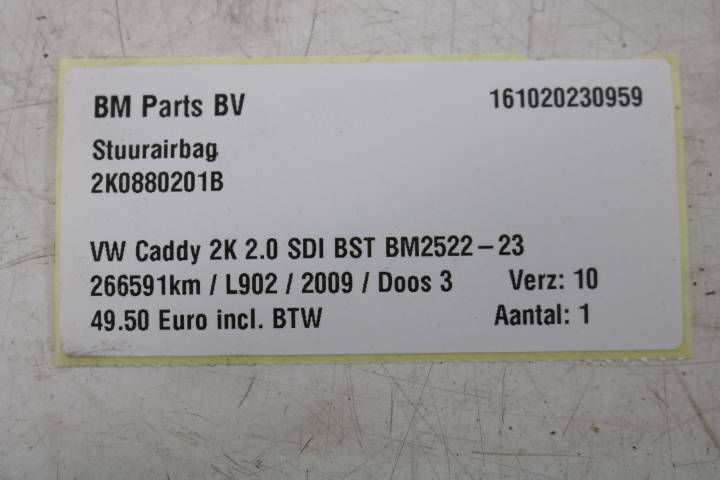 BM Parts BV 161020230959
Stuurairbag
2K0880201B
VW Caddy 2K 2.0 SDI BST BM2522-23
266591km / L902 / 2009 / Doos 3 Verz: 10
49.50 Euro incl. BTW Aantal: 1